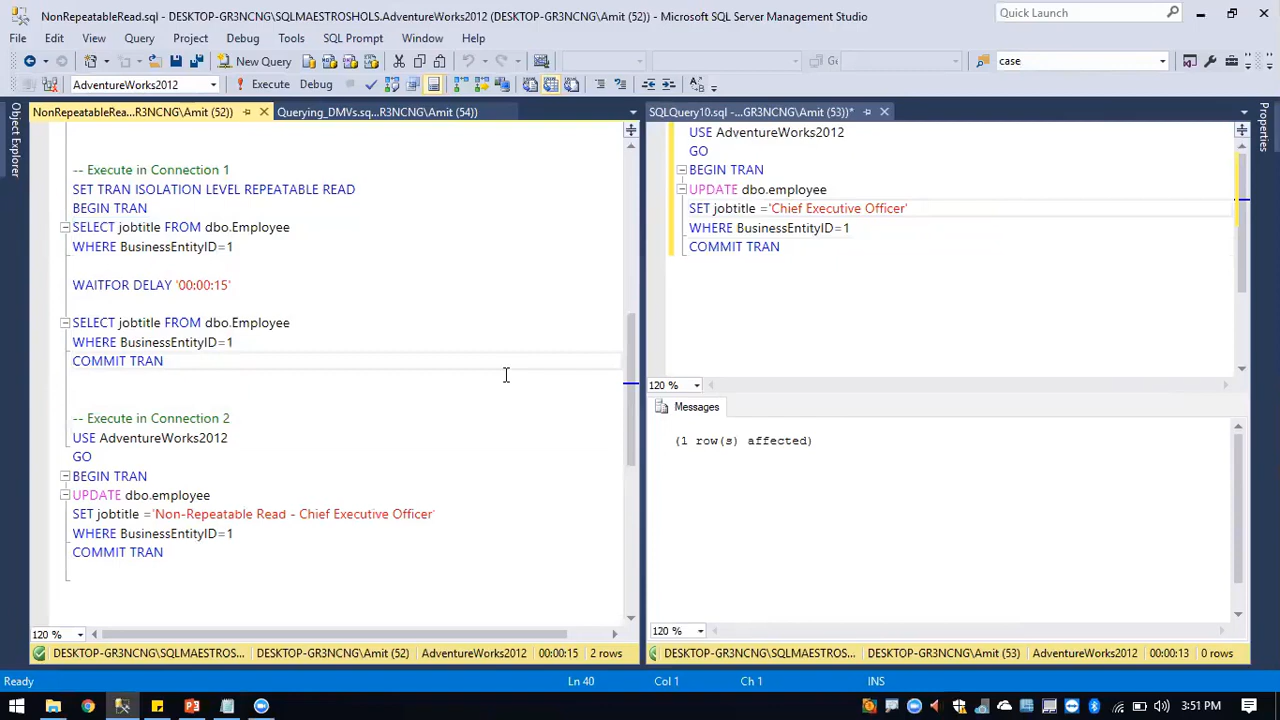 NonRepeatableRead.sql - DESKTOP-GR3NCNG\SQLMAESTROSHOLS.AdventureWorks2012 (DESKTOP-GR3NCNG\Amit (52)) - Microsoft SQL Server Management Studio
Quick Launch
File Edit View Query Project Debug Tools SQL Prompt Window Help
New Query
case
AdventureWorks2012 Execute Debug
Object Explorer
NonRepeatableRea...R3NCNG\Amit (52)) Querying_DMVs.sq...R3NCNG\Amit (54))
-- Execute in Connection 1
SET TRAN ISOLATION LEVEL REPEATABLE READ
BEGIN TRAN
SELECT jobtitle FROM dbo.Employee
WHERE BusinessEntityID=1
WAITFOR DELAY '00:00:15'
SELECT jobtitle FROM dbo.Employee
WHERE BusinessEntityID=1
COMMIT TRAN
-- Execute in Connection 2
USE AdventureWorks2012
GO
BEGIN TRAN
UPDATE dbo.employee
SET jobtitle ='Non-Repeatable Read - Chief Executive Officer'
WHERE BusinessEntityID=1
COMMIT TRAN
120 %
DESKTOP-GR3NCNG\SQLMAESTROS... DESKTOP-GR3NCNG\Amit (52) AdventureWorks2012 00:00:15 2 rows
SQLQuery10.sql -...GR3NCNG\Amit (53))*
USE AdventureWorks2012
GO
BEGIN TRAN
UPDATE dbo.employee
SET jobtitle ='Chief Executive Officer'
WHERE BusinessEntityID=1
COMMIT TRAN
120 %
Messages
(1 row(s) affected)
120 %
DESKTOP-GR3NCNG\SQLMAESTROS... DESKTOP-GR3NCNG\Amit (53) AdventureWorks2012 00:00:13 0 rows
Properties
Ready Ln 40 Col 1 Ch 1 INS
3:51 PM